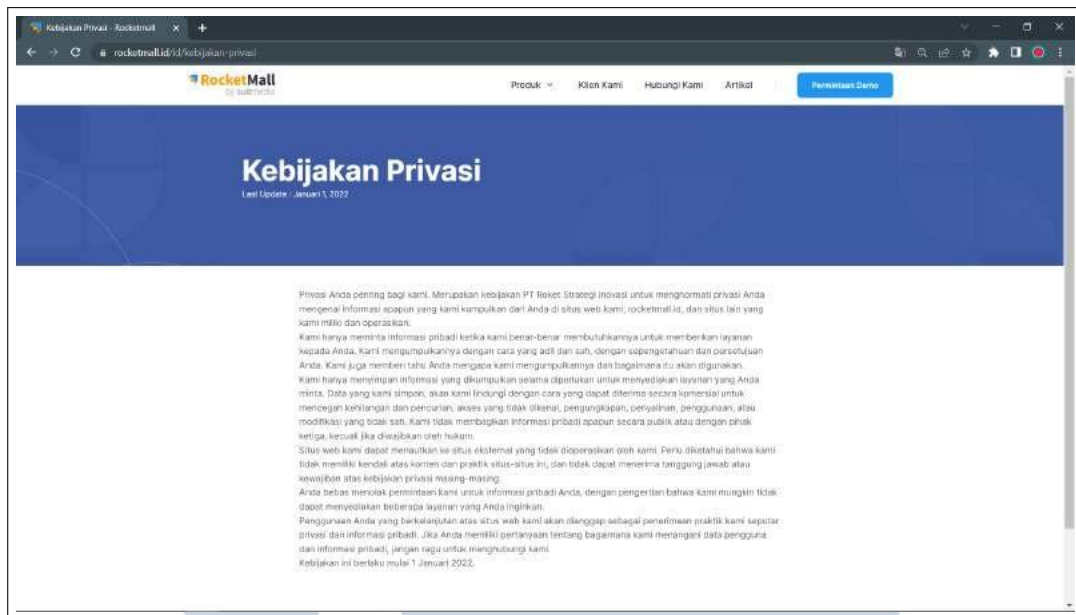 Kebijakan Privasi - Rocketmall
rocketmall.id/id/kebijakan-privasi
RocketMall
by suitmedia
Produk
Klien Kami
Hubungi Kami
Artikel
Permintaan Demo
Kebijakan Privasi
Last Update : Januari 1, 2022
Privasi Anda penting bagi kami. Merupakan kebijakan PT Roket Strategi Inovasi untuk menghormati privasi Anda
mengenai informasi apapun yang kami kumpulkan dari Anda di situs web kami, rocketmall.id, dan situs lain yang
kami miliki dan operasikan.
Kami hanya meminta informasi pribadi ketika kami benar-benar membutuhkannya untuk memberikan layanan
kepada Anda. Kami mengumpulkannya dengan cara yang adil dan sah, dengan sepengetahuan dan persetujuan
Anda. Kami juga memberi tahu Anda mengapa kami mengumpulkannya dan bagaimana itu akan digunakan.
Kami hanya menyimpan informasi yang dikumpulkan selama diperlukan untuk menyediakan layanan yang Anda
minta. Data yang kami simpan, akan kami lindungi dengan cara yang dapat diterima secara komersial untuk
mencegah kehilangan dan pencurian, akses yang tidak dikenal, pengungkapan, penyalinan, penggunaan, atau
modifikasi yang tidak sah. Kami tidak membagikan informasi pribadi apapun secara publik atau dengan pihak
ketiga, kecuali jika diwajibkan oleh hukum.
Situs web kami dapat menautkan ke situs eksternal yang tidak dioperasikan oleh kami. Perlu diketahui bahwa kami
tidak memiliki kendali atas konten dan praktik situs-situs ini, dan tidak dapat menerima tanggung jawab atau
kewajiban atas kebijakan privasi masing-masing.
Anda bebas menolak permintaan kami untuk informasi pribadi Anda, dengan pengertian bahwa kami mungkin tidak
dapat menyediakan beberapa layanan yang Anda inginkan.
Penggunaan Anda yang berkelanjutan atas situs web kami akan dianggap sebagai penerimaan praktik kami seputar
privasi dan informasi pribadi. Jika Anda memiliki pertanyaan tentang bagaimana kami menangani data pengguna
dan informasi pribadi, jangan ragu untuk menghubungi kami.
Kebijakan ini berlaku mulai 1 Januari 2022.